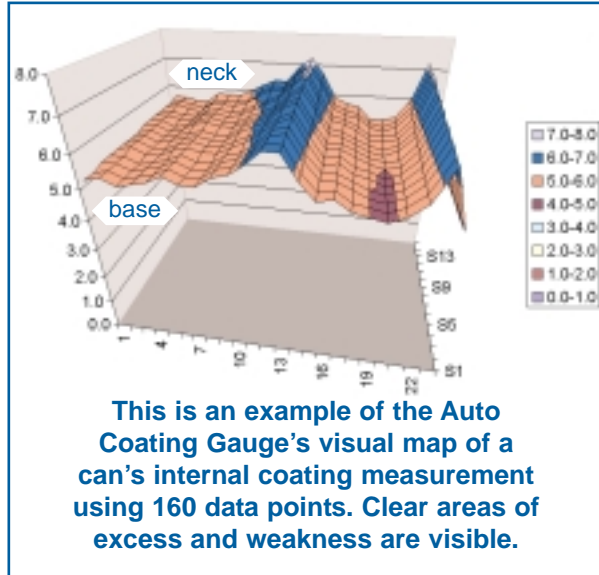 8.0
7.0
6.0
5.0
4.0
3.0
2.0
1.0
0.0
neck
base
1
4
7
10
13
16
19
22
S13
S9
S5
S1
7.0-8.0
6.0-7.0
5.0-6.0
4.0-5.0
3.0-4.0
2.0-3.0
1.0-2.0
0.0-1.0
This is an example of the Auto
Coating Gauge's visual map of a
can's internal coating measurement
using 160 data points. Clear areas of
excess and weakness are visible.